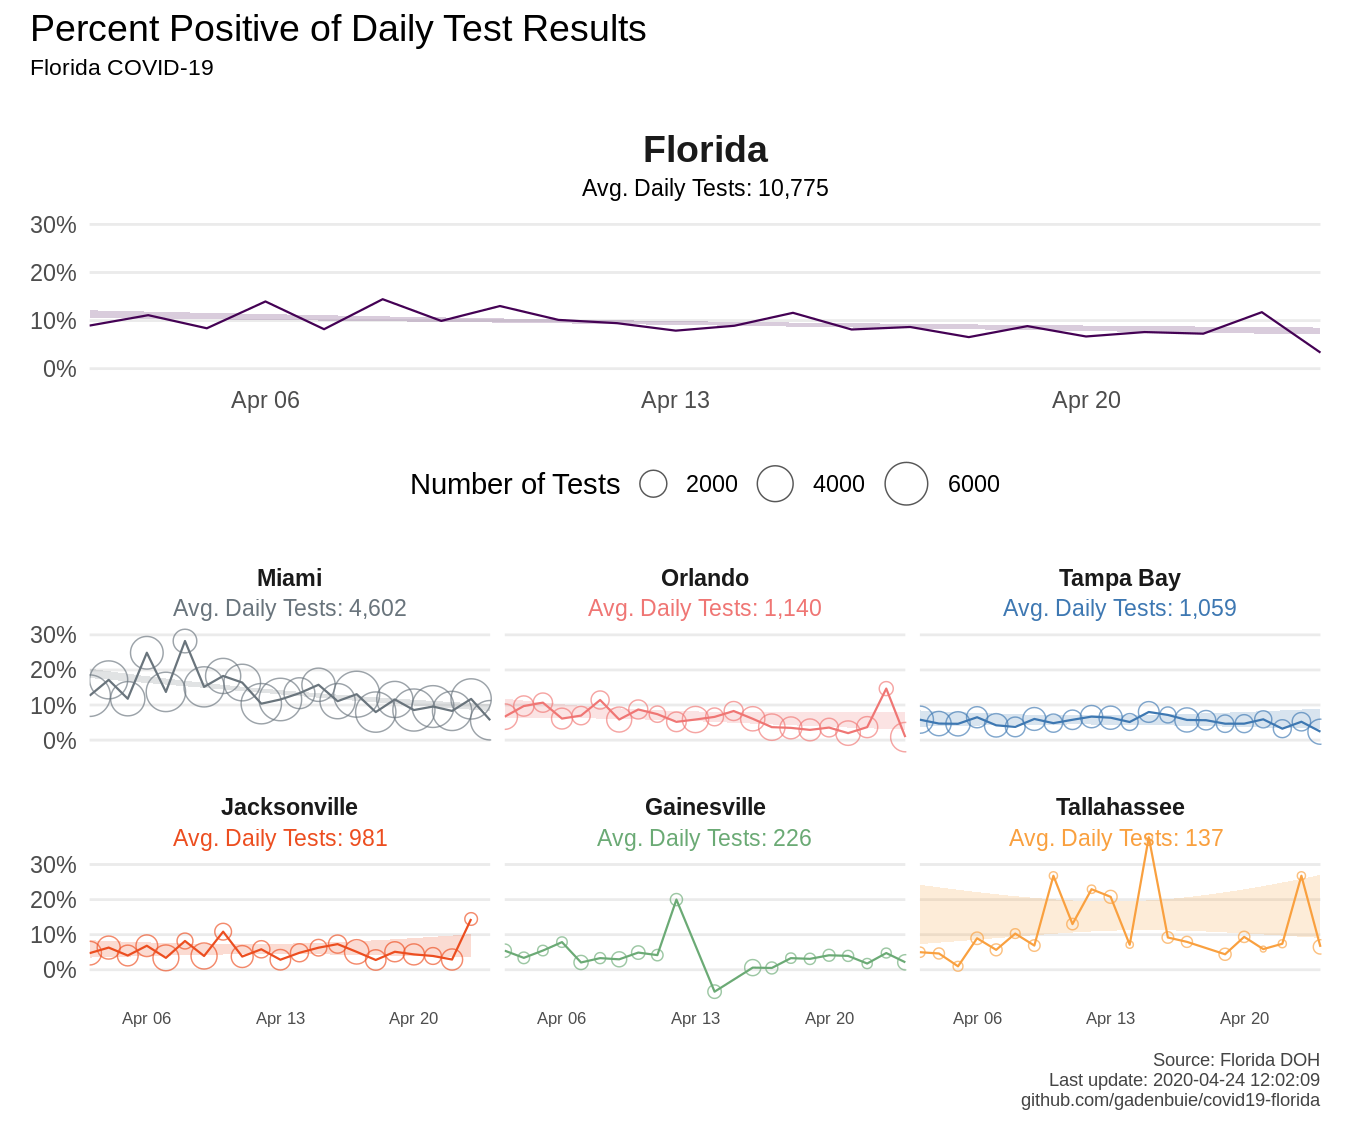 Percent Positive of Daily Test Results
Florida COVID-19
Florida
Avg. Daily Tests: 10,775
30%
20%
10%
0%
Apr 06 Apr 13 Apr 20
Number of Tests 2000 4000 6000
Miami Orlando Tampa Bay
Avg. Daily Tests: 4,602 Avg. Daily Tests: 1,140 Avg. Daily Tests: 1,059
30%
20%
10%
0%
Jacksonville Gainesville Tallahassee
Avg. Daily Tests: 981 Avg. Daily Tests: 226 Avg. Daily Tests: 137
30%
20%
10%
0%
Apr 06 Apr 13 Apr 20 Apr 06 Apr 13 Apr 20 Apr 06 Apr 13 Apr 20
Source: Florida DOH
Last update: 2020-04-24 12:02:09
github.com/gadenbuie/covid19-florida